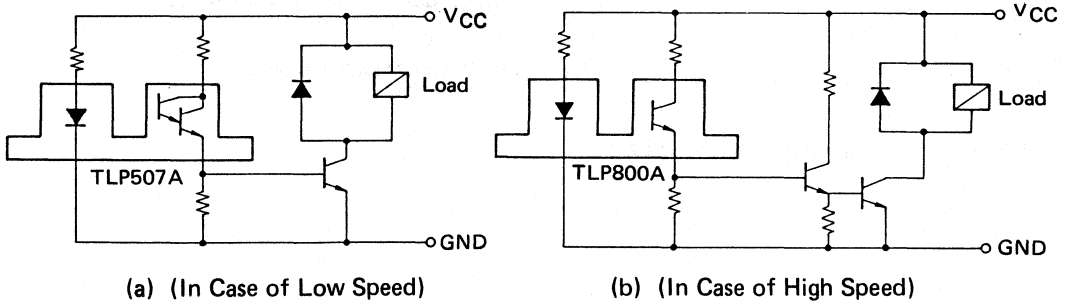 VCC
Load
TLP507A
GND
(a) (In Case of Low Speed)
VCC
Load
TLP800A
GND
(b) (In Case of High Speed)